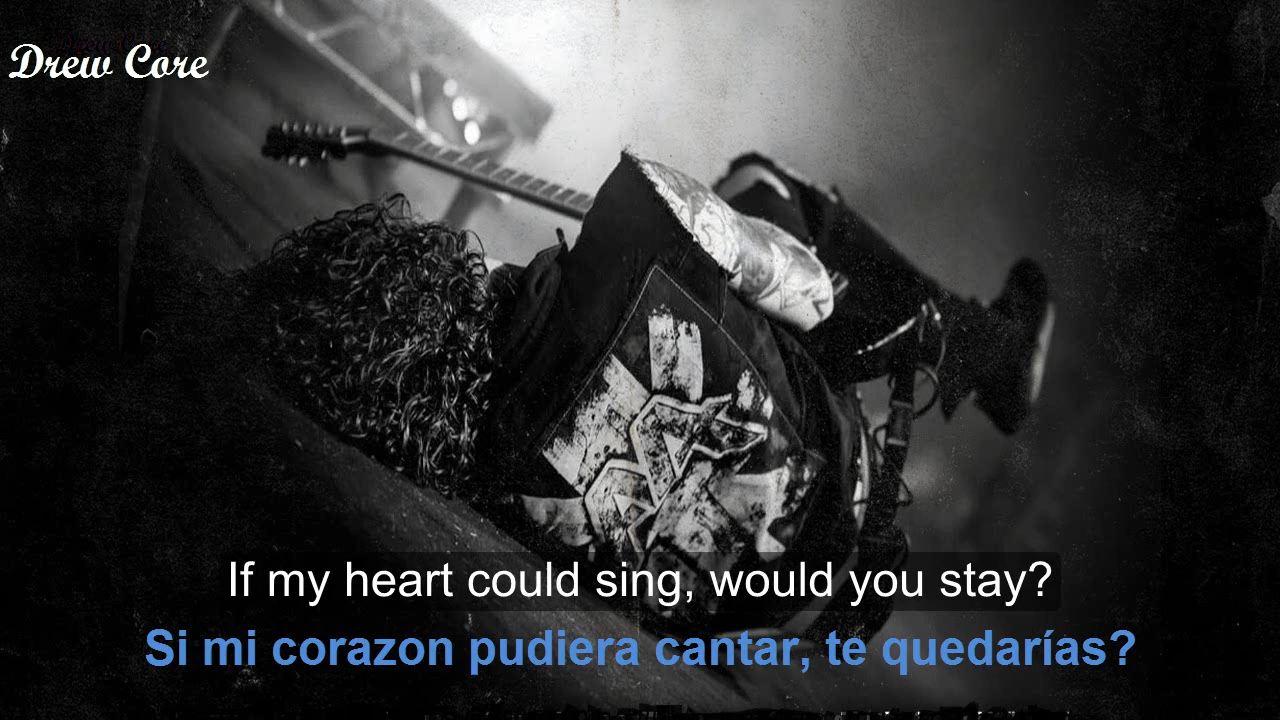 Drew Core
If my heart could sing, would you stay?
Si mi corazon pudiera cantar, te quedarías?